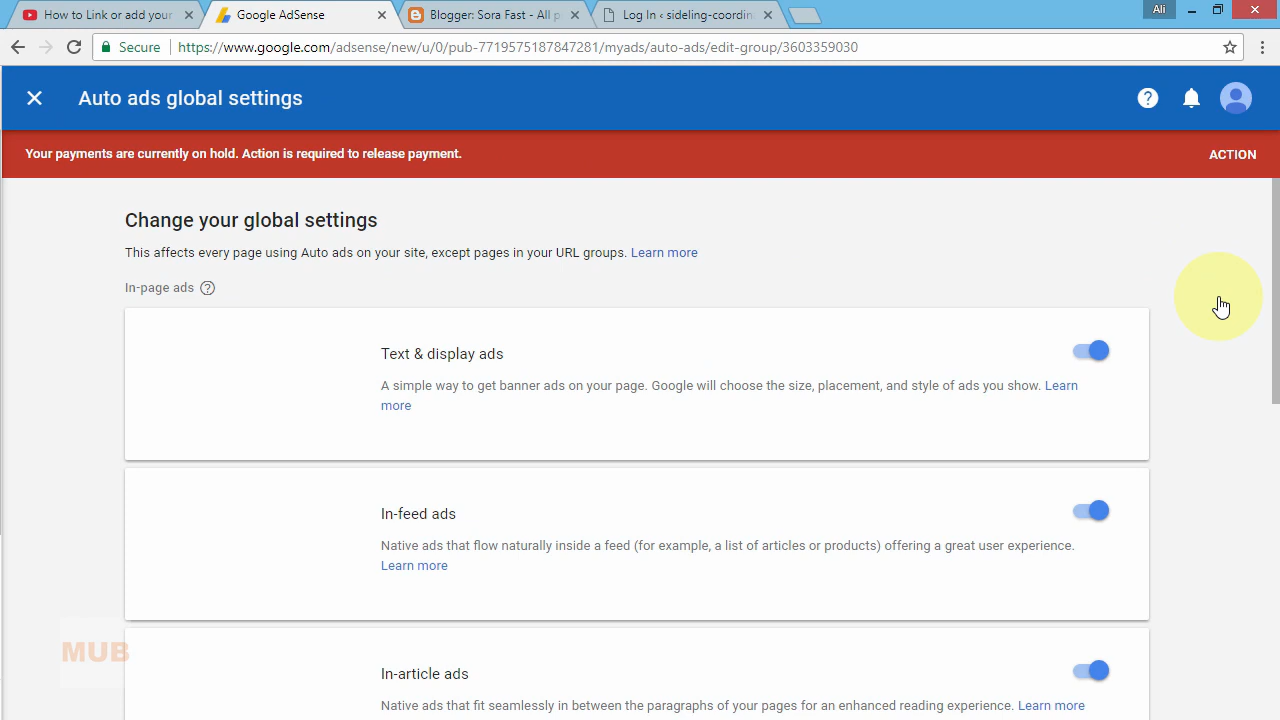 How to Link or add your
Google AdSense
Blogger: Sora Fast - All p
Log In ‹ sideling-coordin
Ali
Secure
https://www.google.com/adsense/new/u/0/pub-7719575187847281/myads/auto-ads/edit-group/3603359030
Auto ads global settings
Your payments are currently on hold. Action is required to release payment.
ACTION
Change your global settings
This affects every page using Auto ads on your site, except pages in your URL groups. Learn more
In-page ads
Text & display ads
A simple way to get banner ads on your page. Google will choose the size, placement, and style of ads you show. Learn
more
In-feed ads
Native ads that flow naturally inside a feed (for example, a list of articles or products) offering a great user experience.
Learn more
MUB
In-article ads
Native ads that fit seamlessly in between the paragraphs of your pages for an enhanced reading experience. Learn more